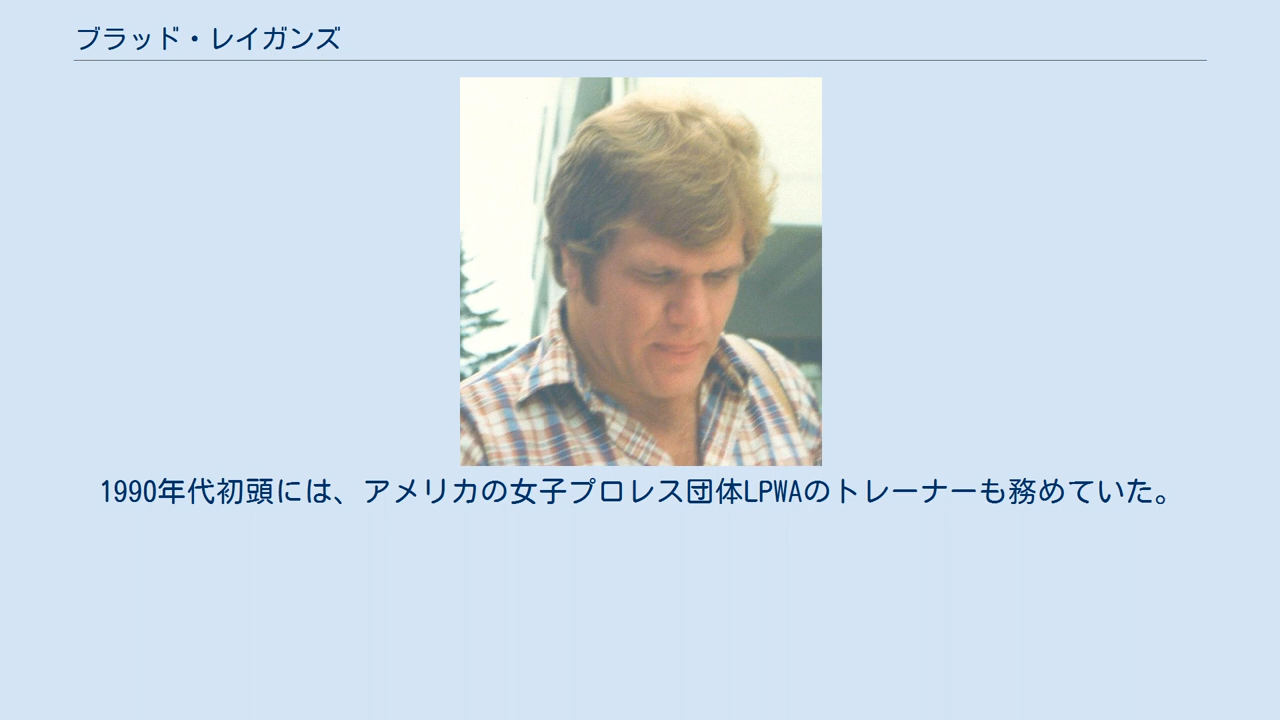 ブラッド・レイガンズ
1990年代初頭には、アメリカの女子プロレス団体LPWAのトレーナーも務めていた。